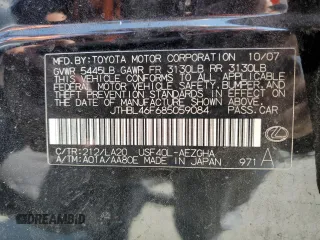 MFD.BY:TOYOTA MOTOR CORPORATION 10/07
GVWR 5445LB GAWR FR 3130LB RR 3130LB
THIS VEHICLE CONFORMS TO ALL APPLICABLE
FEDERAL MOTOR VEHICLE SAFETY, BUMPER, AND
THEFT PREVENTION STANDARDS IN EFFECT ON
THE DATE OF MANUFACTURE SHOWN ABOVE.
JTHBL46F685059084 PASS.CAR
C/TR:212/LA20 USF40L-AEZGHA
A/TM:A01A/AA80E MADE IN JAPAN 971 A
© AutoBidMaster